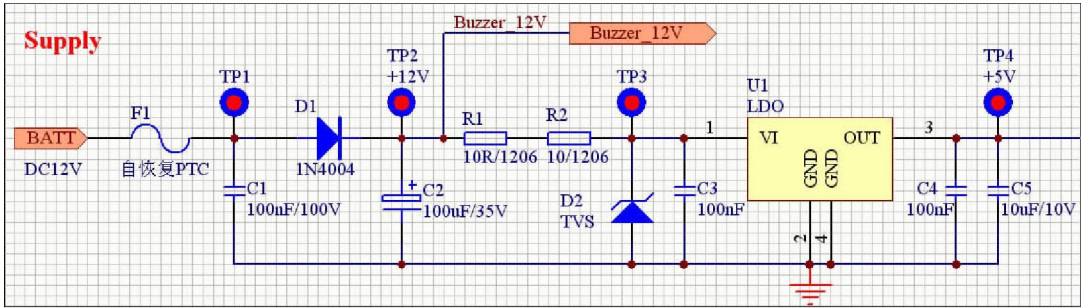 Supply
Buzzer_12V
Buzzer_12V
TP1
TP2
+12V
TP3
TP4
+5V
U1
LDO
F1
D1
R1
R2
BATT
1
VI
OUT
3
DC12V
自恢复PTC
1N4004
10R/1206
10/1206
GND
GND
C1
100nF/100V
C2
100uF/35V
+
D2
TVS
C3
100nF
C4
100nF
C5
10uF/10V
2
4